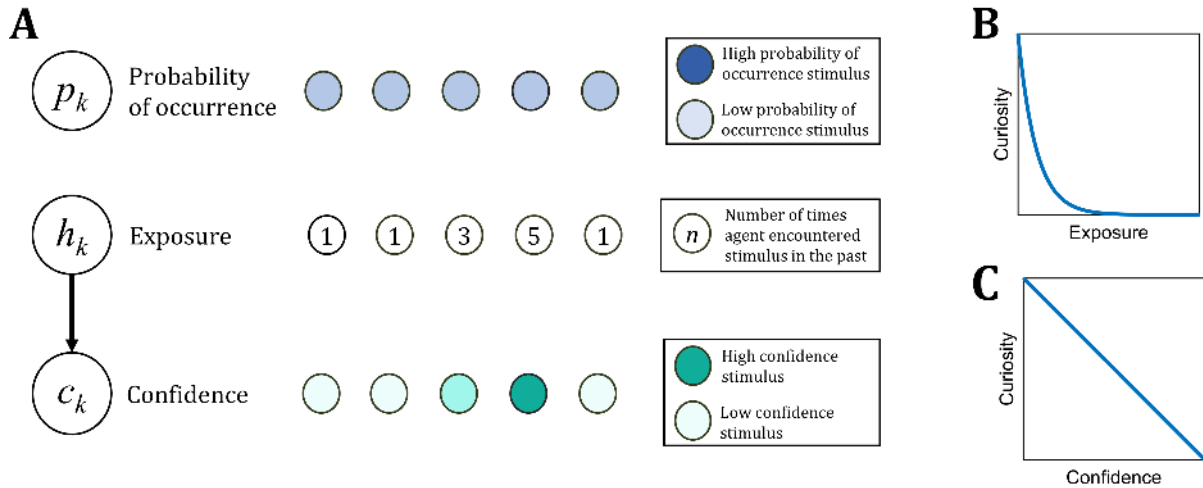 A
p_k
Probability
of occurrence
High probability of
occurrence stimulus
Low probability of
occurrence stimulus
h_k
Exposure
1 1 3 5 1
n
Number of times
agent encountered
stimulus in the past
c_k
Confidence
High confidence
stimulus
Low confidence
stimulus
B
Curiosity
Exposure
C
Curiosity
Confidence